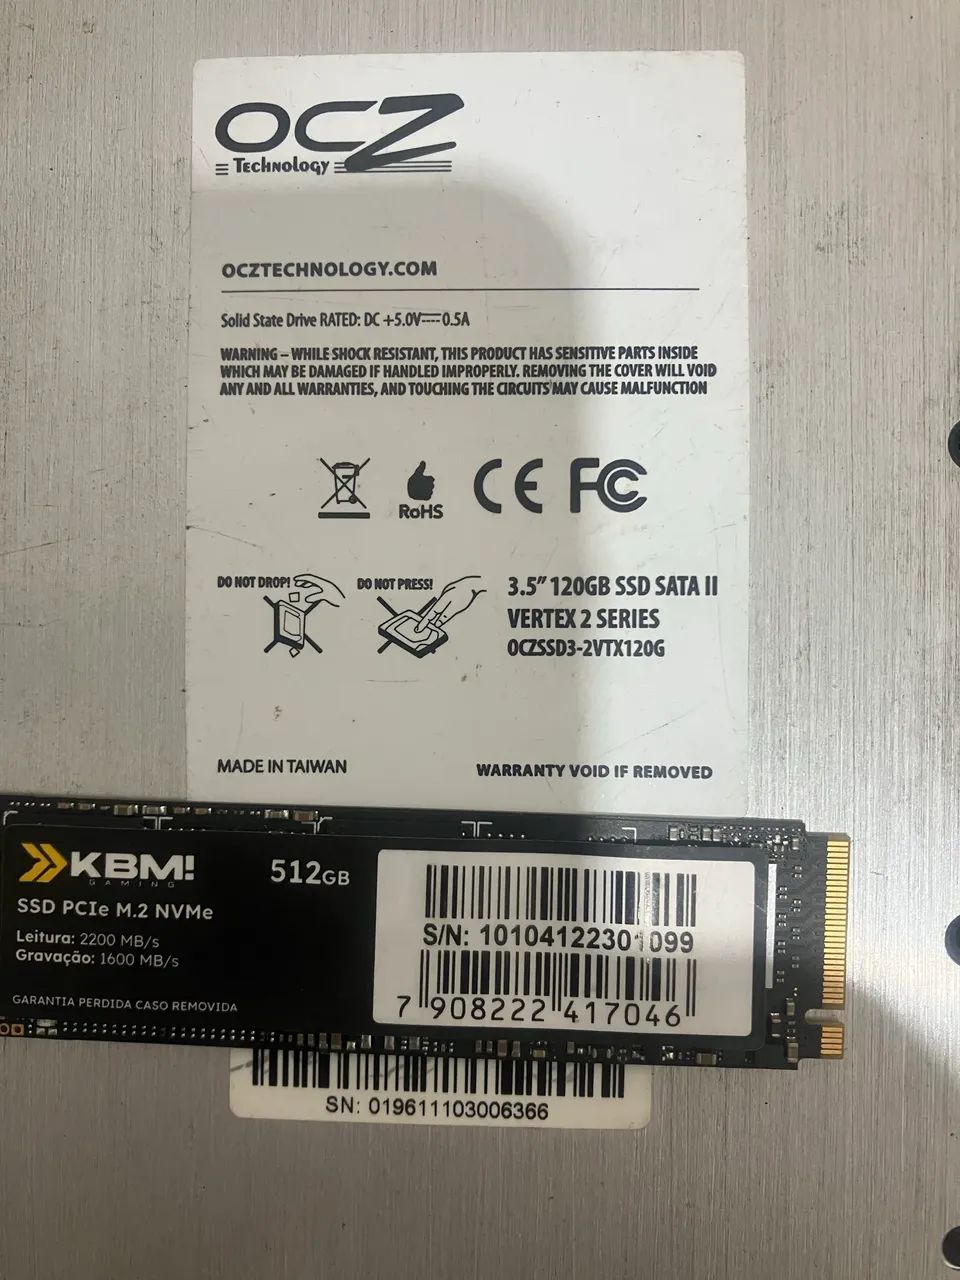 OCZ
Technology
OCZTECHNOLOGY.COM
Solid State Drive RATED: DC +5.0V⎓0.5A
WARNING – WHILE SHOCK RESISTANT, THIS PRODUCT HAS SENSITIVE PARTS INSIDE
WHICH MAY BE DAMAGED IF HANDLED IMPROPERLY. REMOVING THE COVER WILL VOID
ANY AND ALL WARRANTIES, AND TOUCHING THE CIRCUITS MAY CAUSE MALFUNCTION
RoHS
CE FC
DO NOT DROP!
DO NOT PRESS!
3.5” 120GB SSD SATA II
VERTEX 2 SERIES
OCZSSD3-2VTX120G
MADE IN TAIWAN
WARRANTY VOID IF REMOVED
KBM!
GAMING
512GB
SSD PCIe M.2 NVMe
Leitura: 2200 MB/s
Gravação: 1600 MB/s
GARANTIA PERDIDA CASO REMOVIDA
S/N: 10104122301099
7 908222 417046
SN: 019611103006366